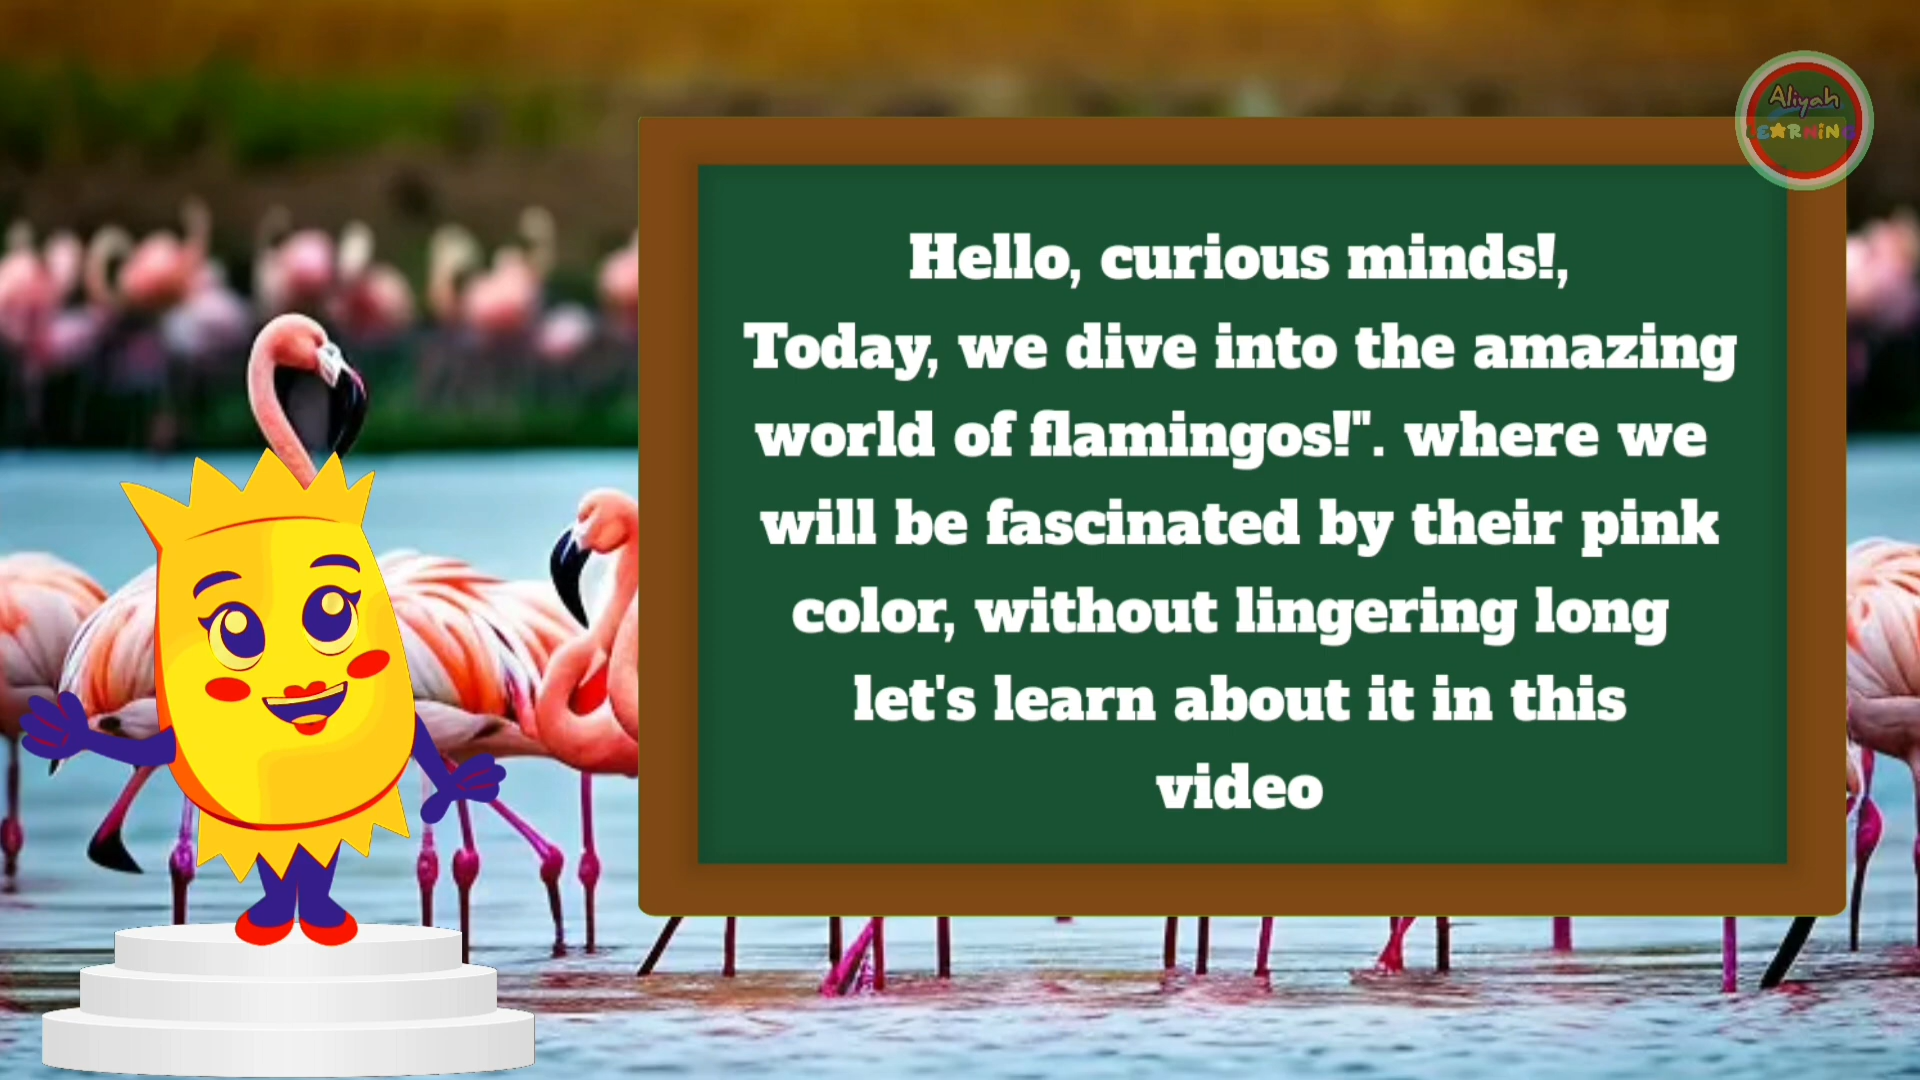 Aliyah
LEARNING
Hello, curious minds!,
Today, we dive into the amazing
world of flamingos!". where we
will be fascinated by their pink
color, without lingering long
let's learn about it in this
video